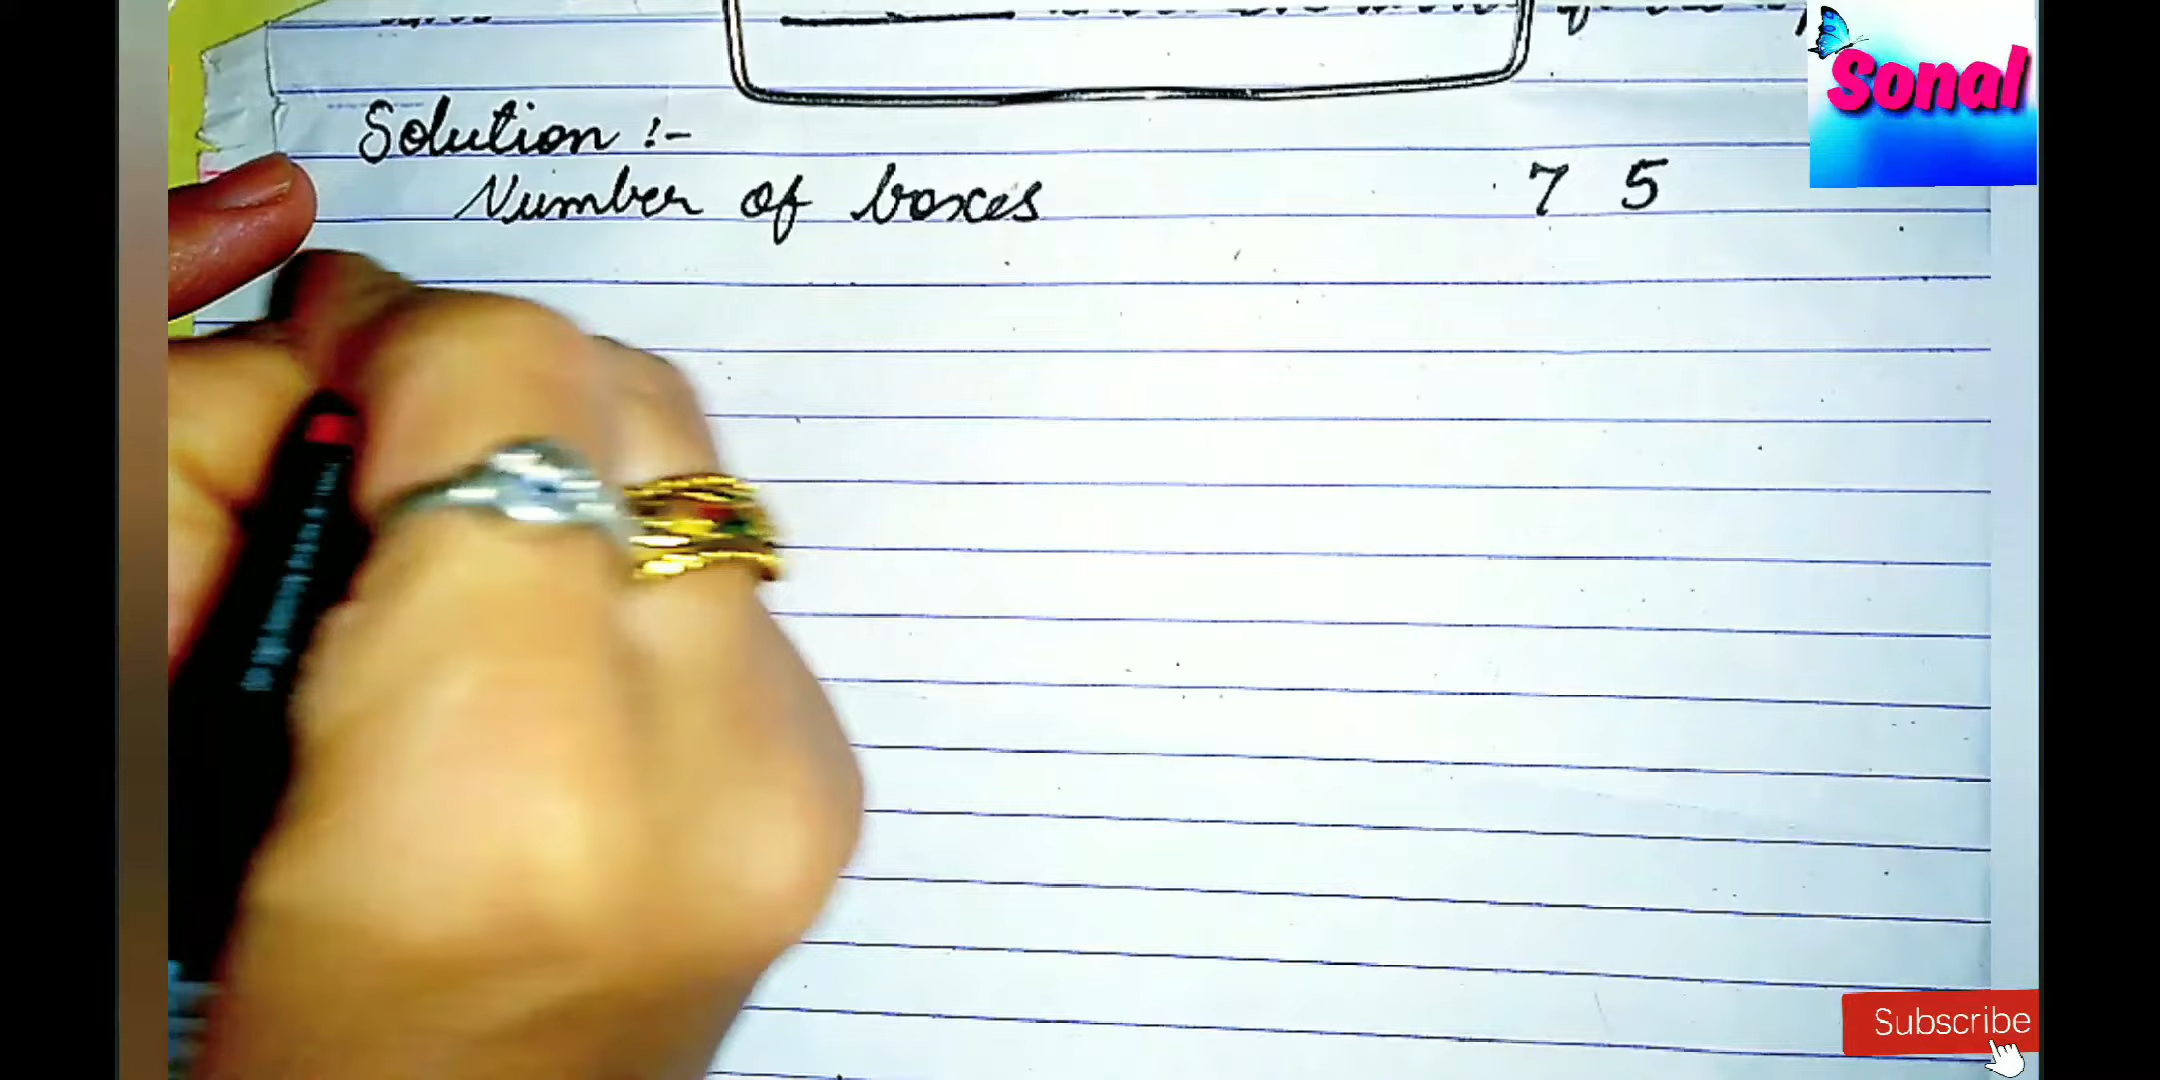 Sonal
Solution :-
Number of boxes 7 5
Subscribe